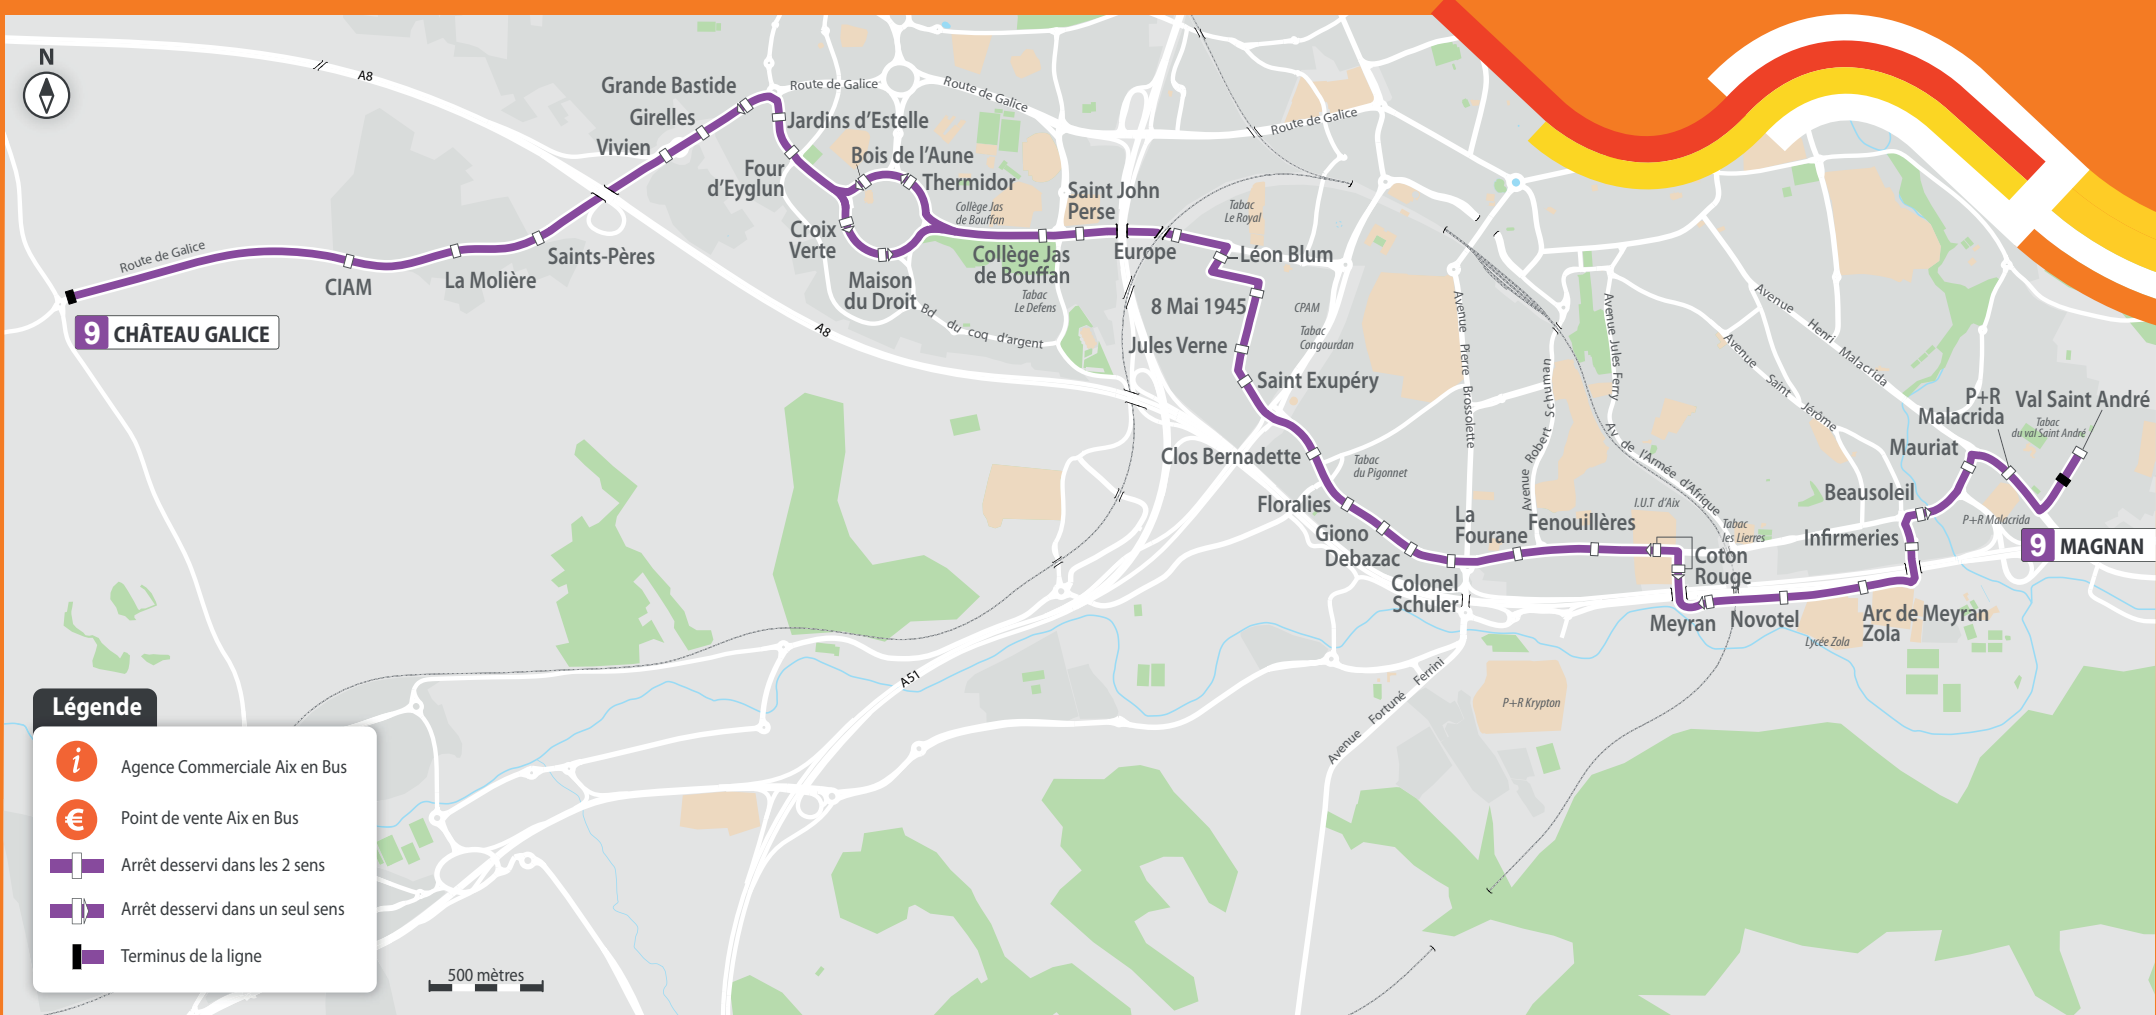 N
A8
Route de Galice
Route de Galice
Route de Galice
Route de Galice
9 CHÂTEAU GALICE
CIAM
La Molière
Saints-Pères
Vivien
Girelles
Grande Bastide
Jardins d'Estelle
Four
d'Eyglun
Bois de l'Aune
Thermidor
Croix
Verte
Maison
du Droit
Collège Jas
de Bouffan
Collège Jas
de Bouffan
Tabac
Le Defens
Bd du coq d'argent
A8
Saint John
Perse
Europe
Tabac
Le Royal
Léon Blum
8 Mai 1945
CPAM
Tabac
Congourdan
Jules Verne
Saint Exupéry
Clos Bernadette
Tabac
du Pigonnet
Floralies
Giono
Debazac
Colonel
Schuler
La
Fourane
Fenouillères
Avenue Pierre Brossolette
Avenue Robert Schumann
Avenue Jules Ferry
Av. de l'Armée d'Afrique
I.U.T d'Aix
Tabac
les Lierres
Coton
Rouge
Meyran
Novotel
Lycée Zola
Arc de Meyran
Zola
Infirmeries
Beausoleil
Mauriat
P+R
Malacrida
Val Saint André
Tabac
du val Saint André
P+R Malacrida
9 MAGNAN
Avenue Henri Malacrida
Avenue Saint Jérôme
P+R Krypton
Avenue Fortuné Ferrini
A51
Légende
i Agence Commerciale Aix en Bus
€ Point de vente Aix en Bus
Arrêt desservi dans les 2 sens
Arrêt desservi dans un seul sens
Terminus de la ligne
500 mètres